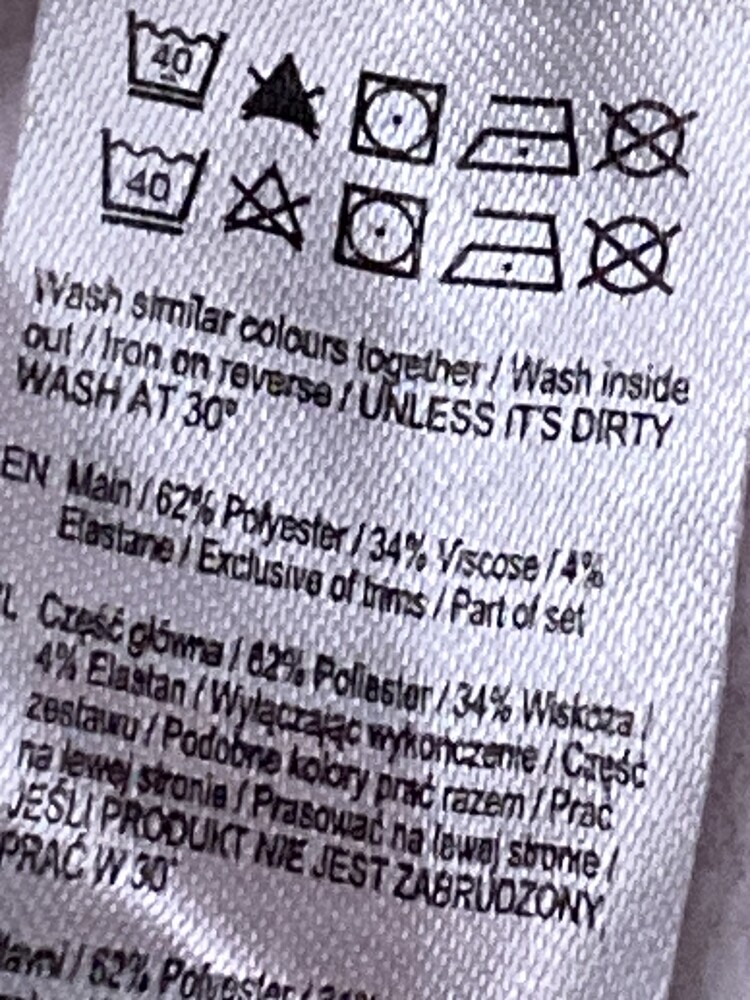 40
40
Wash similar colours together / Wash inside
out / Iron on reverse / UNLESS ITS DIRTY
WASH AT 30°
EN Main / 62% Polyester / 34% Viscose / 4%
Elastane / Exclusive of trims / Part of set
PL Część główna / 62% Poliester / 34% Wiskoza /
4% Elastan / Wyłączając wykończenie / Część
zestawu / Podobne kolory prać razem / Prać
na lewej stronie / Prasować na lewej stronie /
JEŚLI PRODUKT NIE JEST ZABRUDZONY,
PRAĆ W 30°
/ 62% Polyester /